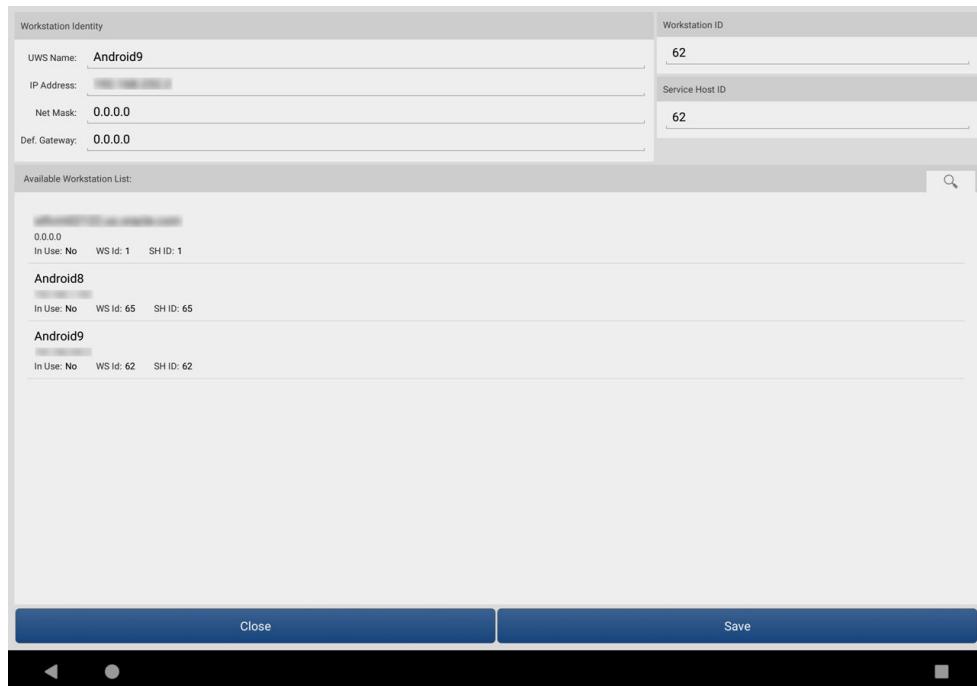 Workstation Identity
Workstation ID
UWS Name: Android9
62
IP Address:
Service Host ID
Net Mask: 0.0.0.0
62
Def. Gateway: 0.0.0.0
Available Workstation List:
0.0.0.0
In Use: No WS Id: 1 SH ID: 1
Android8
In Use: No WS Id: 65 SH ID: 65
Android9
In Use: No WS Id: 62 SH ID: 62
Close Save